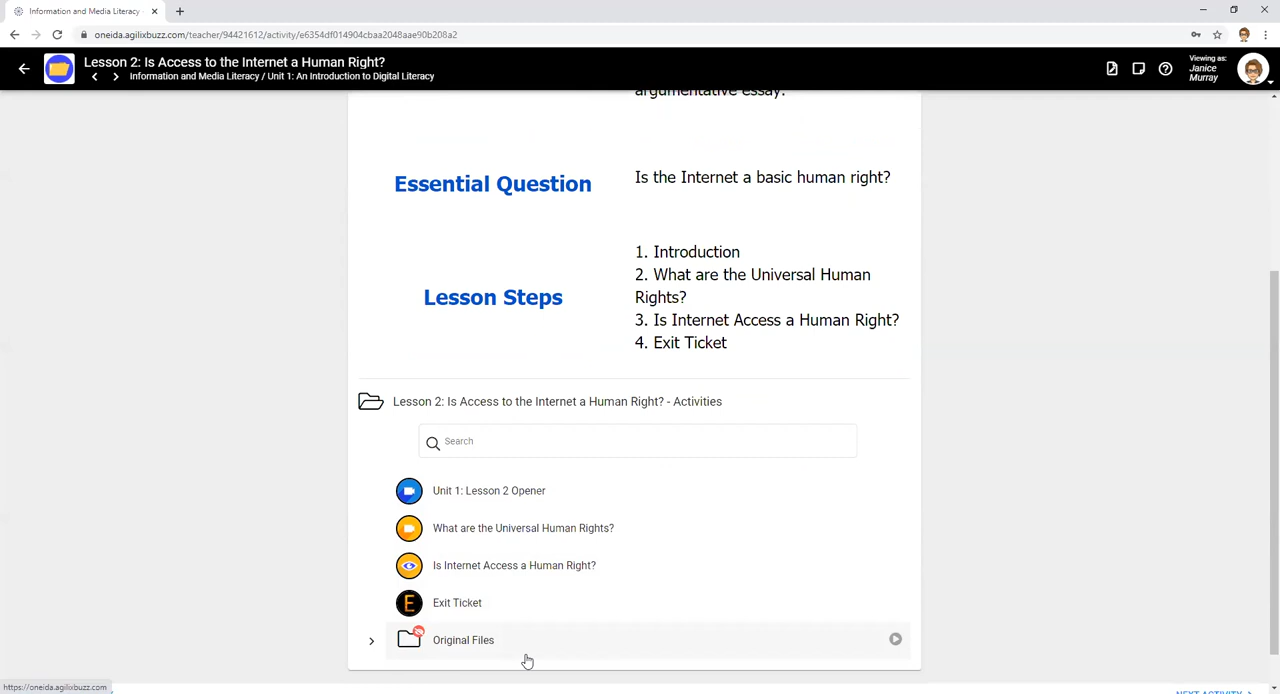 Information and Media Literacy
oneida.agilixbuzz.com/teacher/94421612/activity/e6354df014904cbaa2048aae90b208a2
Lesson 2: Is Access to the Internet a Human Right?
Information and Media Literacy / Unit 1: An Introduction to Digital Literacy
Viewing as:
Janice
Murray
argumentative essay.
Essential Question
Is the Internet a basic human right?
Lesson Steps
1. Introduction
2. What are the Universal Human
Rights?
3. Is Internet Access a Human Right?
4. Exit Ticket
Lesson 2: Is Access to the Internet a Human Right? - Activities
Search
Unit 1: Lesson 2 Opener
What are the Universal Human Rights?
Is Internet Access a Human Right?
E
Exit Ticket
Original Files
https://oneida.agilixbuzz.com
NEXT ACTIVITY